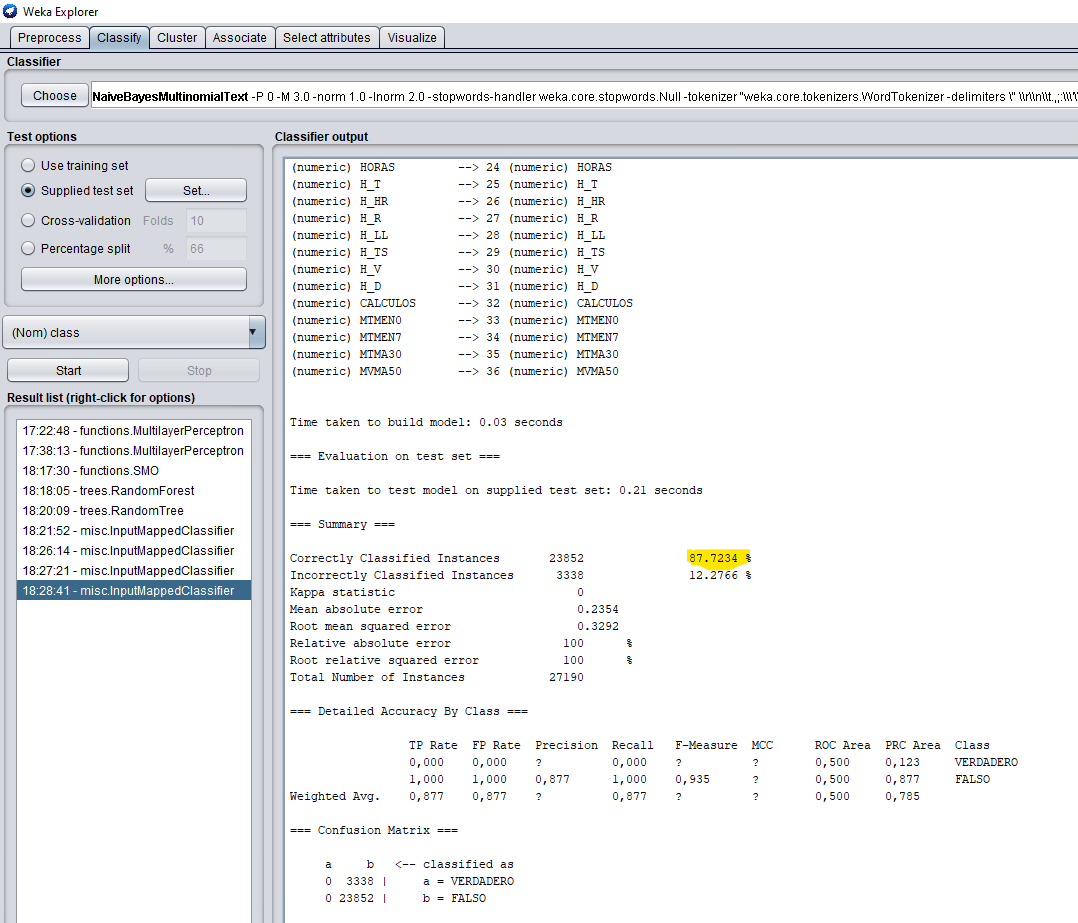 Weka Explorer
Preprocess Classify Cluster Associate Select attributes Visualize
Classifier
Choose NaiveBayesMultinomialText -P 0 -M 3.0 -norm 1.0 -lnorm 2.0 -stopwords-handler weka.core.stopwords.Null -tokenizer "weka.core.tokenizers.WordTokenizer -delimiters \" \\r\\n\\t.,;:\\\'\
Test options
Use training set
Supplied test set Set...
Cross-validation Folds 10
Percentage split % 66
More options...
(Nom) class
Start Stop
Result list (right-click for options)
17:22:48 - functions.MultilayerPerceptron
17:38:13 - functions.MultilayerPerceptron
18:17:30 - functions.SMO
18:18:05 - trees.RandomForest
18:20:09 - trees.RandomTree
18:21:52 - misc.InputMappedClassifier
18:26:14 - misc.InputMappedClassifier
18:27:21 - misc.InputMappedClassifier
18:28:41 - misc.InputMappedClassifier
Classifier output
(numeric) HORAS --> 24 (numeric) HORAS
(numeric) H_T --> 25 (numeric) H_T
(numeric) H_HR --> 26 (numeric) H_HR
(numeric) H_R --> 27 (numeric) H_R
(numeric) H_LL --> 28 (numeric) H_LL
(numeric) H_TS --> 29 (numeric) H_TS
(numeric) H_V --> 30 (numeric) H_V
(numeric) H_D --> 31 (numeric) H_D
(numeric) CALCULOS --> 32 (numeric) CALCULOS
(numeric) MTMEN0 --> 33 (numeric) MTMEN0
(numeric) MTMEN7 --> 34 (numeric) MTMEN7
(numeric) MTMA30 --> 35 (numeric) MTMA30
(numeric) MVMA50 --> 36 (numeric) MVMA50
Time taken to build model: 0.03 seconds
=== Evaluation on test set ===
Time taken to test model on supplied test set: 0.21 seconds
=== Summary ===
Correctly Classified Instances 23852 87.7234 %
Incorrectly Classified Instances 3338 12.2766 %
Kappa statistic 0
Mean absolute error 0.2354
Root mean squared error 0.3292
Relative absolute error 100 %
Root relative squared error 100 %
Total Number of Instances 27190
=== Detailed Accuracy By Class ===
TP Rate FP Rate Precision Recall F-Measure MCC ROC Area PRC Area Class
0,000 0,000 ? 0,000 ? ? 0,500 0,123 VERDADERO
1,000 1,000 0,877 1,000 0,935 ? 0,500 0,877 FALSO
Weighted Avg. 0,877 0,877 ? 0,877 ? ? 0,500 0,785
=== Confusion Matrix ===
a b <-- classified as
0 3338 | a = VERDADERO
0 23852 | b = FALSO